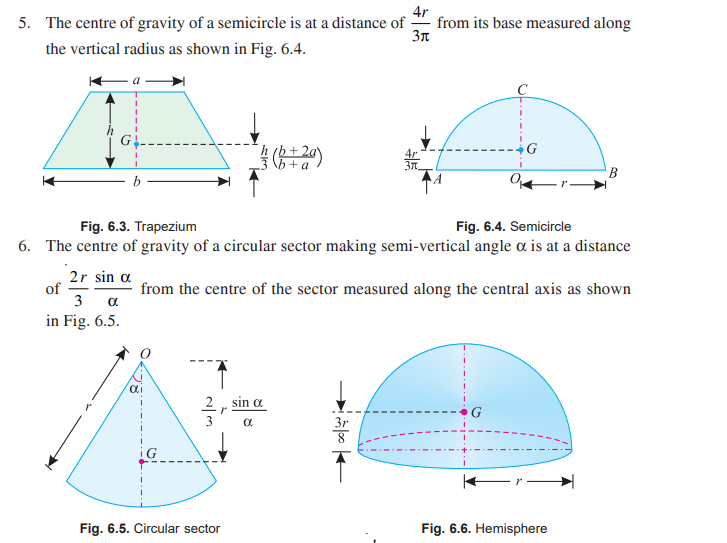 5. The centre of gravity of a semicircle is at a distance of 4r/3π from its base measured along
the vertical radius as shown in Fig. 6.4.
a
h
G
h/3 (b + 2a / b + a)
b
C
G
4r/3π
A
O
r
B
Fig. 6.3. Trapezium
Fig. 6.4. Semicircle
6. The centre of gravity of a circular sector making semi-vertical angle α is at a distance
of 2r/3 sin α/α from the centre of the sector measured along the central axis as shown
in Fig. 6.5.
O
α
r
2/3 r sin α/α
G
G
3r/8
r
Fig. 6.5. Circular sector
Fig. 6.6. Hemisphere